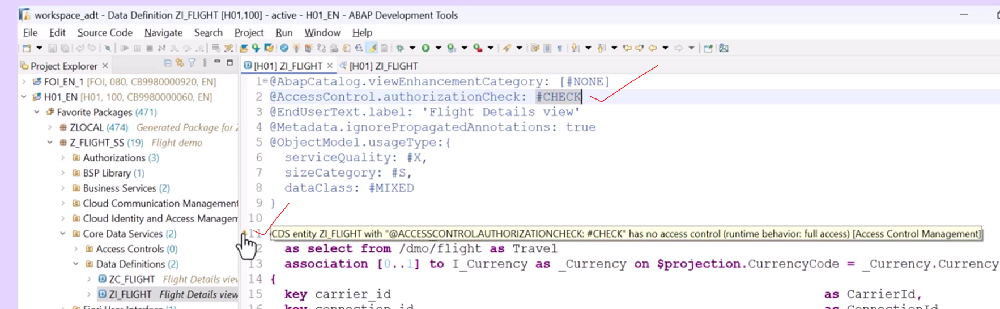 workspace_adt - Data Definition ZI_FLIGHT [H01,100] - active - H01_EN - ABAP Development Tools
File Edit Source Code Navigate Search Project Run Window Help
Project Explorer
FOI_EN_1 [FOI, 080, CB9980000920, EN]
H01_EN [H01, 100, CB9980000060, EN]
Favorite Packages (471)
ZLOCAL (474) Generated Package for
Z_FLIGHT_SS (19) Flight demo
Authorizations (3)
BSP Library (1)
Business Services (2)
Cloud Communication Management
Cloud Identity and Access Managem
Core Data Services (2)
Access Controls (0)
Data Definitions (2)
ZC_FLIGHT Flight Details view
ZI_FLIGHT Flight Details view
[H01] ZI_FLIGHT [H01] ZI_FLIGHT
1 @AbapCatalog.viewEnhancementCategory: [#NONE]
2 @AccessControl.authorizationCheck: #CHECK
3 @EndUserText.label: 'Flight Details view'
4 @Metadata.ignorePropagatedAnnotations: true
5 @ObjectModel.usageType:{
6 serviceQuality: #X,
7 sizeCategory: #S,
8 dataClass: #MIXED
9 }
10
11 CDS entity ZI_FLIGHT with "@ACCESSCONTROL.AUTHORIZATIONCHECK: #CHECK" has no access control (runtime behavior: full access) [Access Control Management]
2 as select from /dmo/flight as Travel
13 association [0..1] to I_Currency as _Currency on $projection.CurrencyCode = _Currency.Currency
14 {
15 key carrier_id as CarrierId,